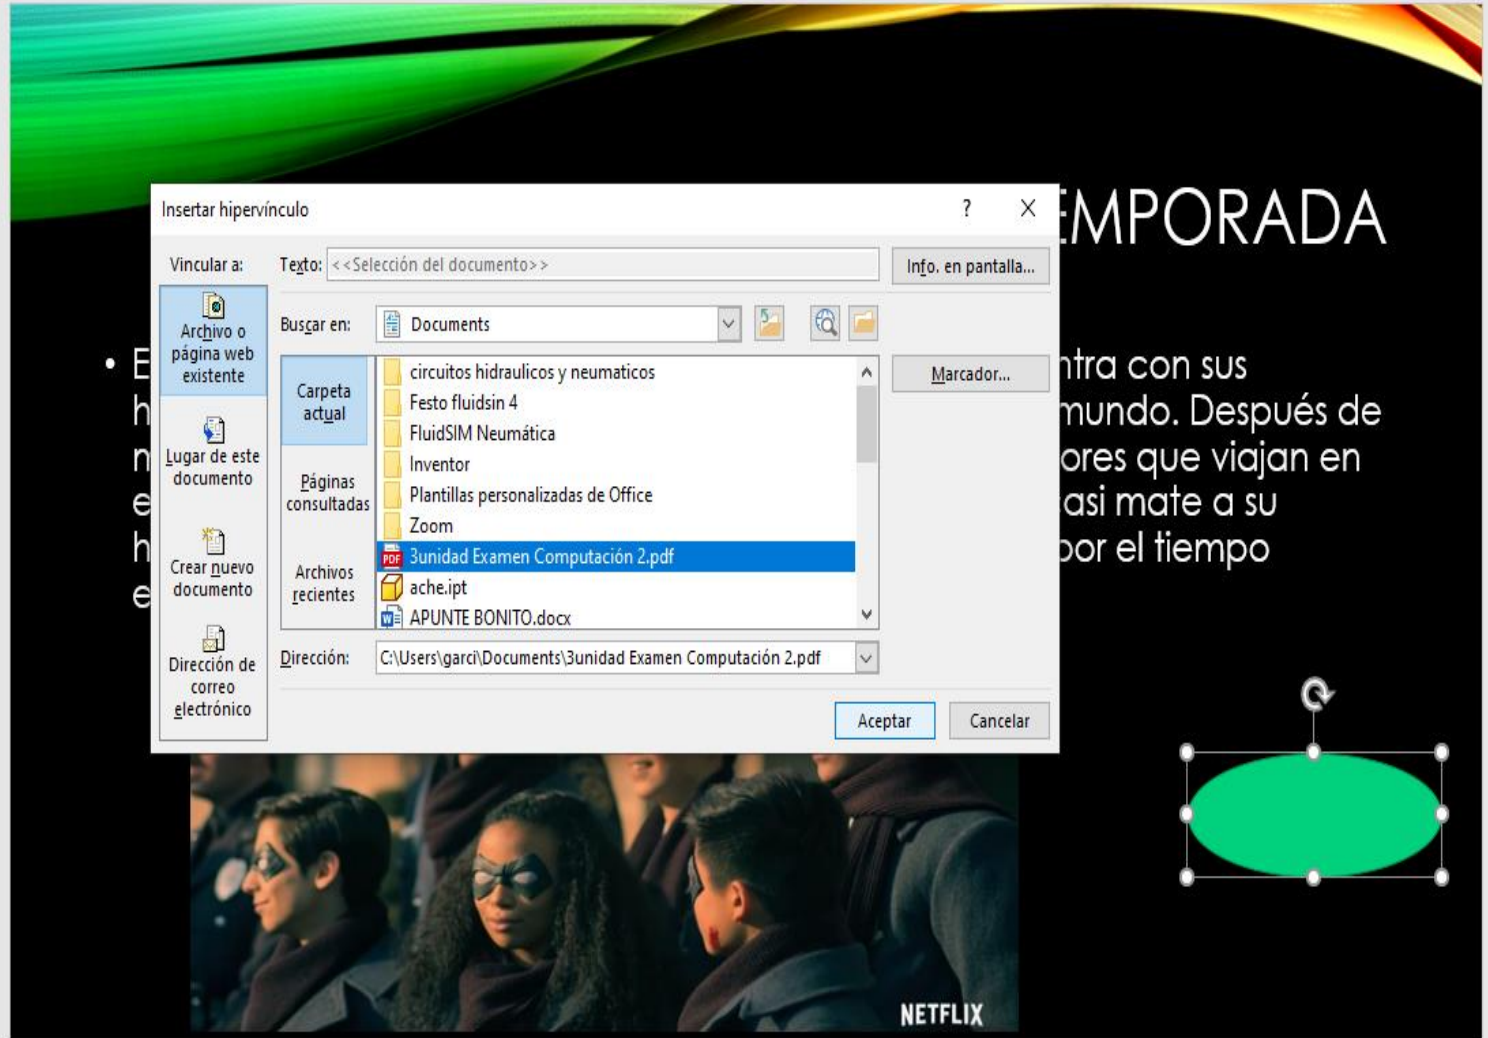 EMPORADA
Insertar hipervínculo
?
X
Vincular a:
Texto: <<Selección del documento>>
Info. en pantalla...
Archivo o
página web
existente
Lugar de este
documento
Crear nuevo
documento
Dirección de
correo
electrónico
Buscar en:
Documents
Carpeta
actual
Páginas
consultadas
Archivos
recientes
circuitos hidraulicos y neumaticos
Festo fluidsin 4
FluidSIM Neumática
Inventor
Plantillas personalizadas de Office
Zoom
PDF 3unidad Examen Computación 2.pdf
ache.ipt
APUNTE BONITO.docx
Marcador...
Dirección: C:\Users\garci\Documents\3unidad Examen Computación 2.pdf
Aceptar
Cancelar
• E ntra con sus
h mundo. Después de
ores que viajan en
e asi mate a su
h por el tiempo
e
NETFLIX